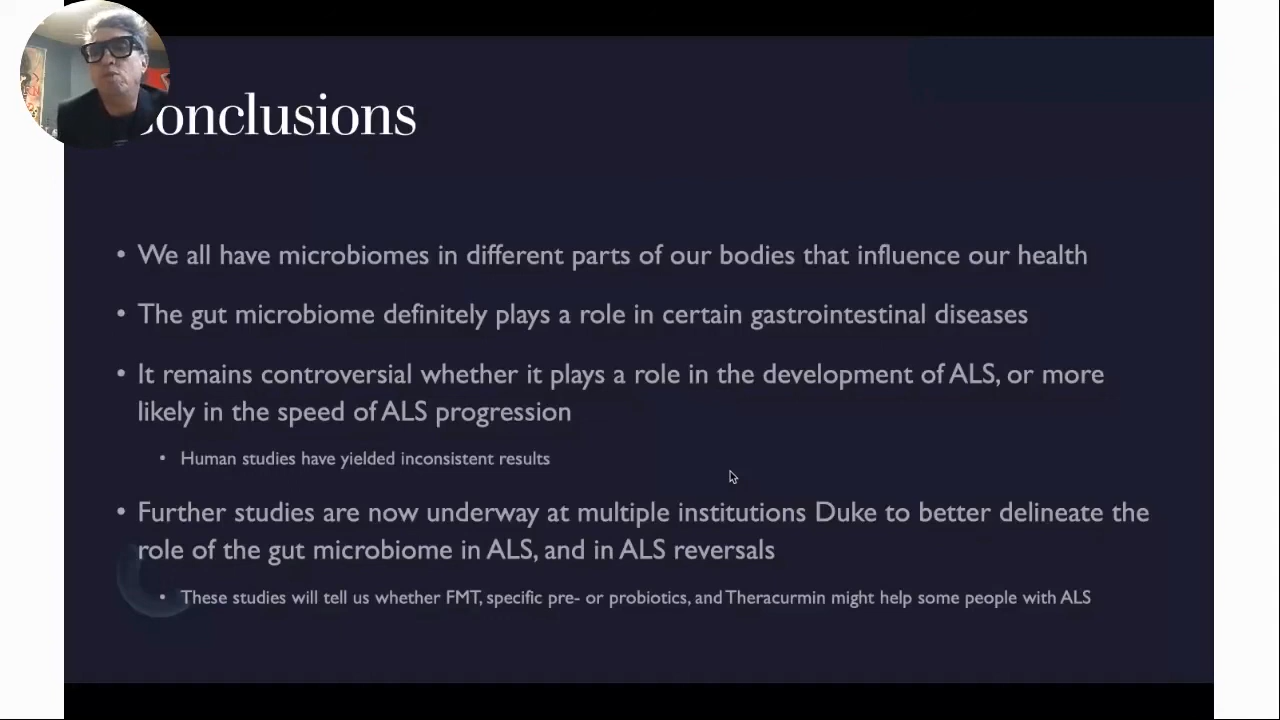 onclusions
• We all have microbiomes in different parts of our bodies that influence our health
• The gut microbiome definitely plays a role in certain gastrointestinal diseases
• It remains controversial whether it plays a role in the development of ALS, or more
likely in the speed of ALS progression
• Human studies have yielded inconsistent results
• Further studies are now underway at multiple institutions Duke to better delineate the
role of the gut microbiome in ALS, and in ALS reversals
• These studies will tell us whether FMT, specific pre- or probiotics, and Theracurmin might help some people with ALS